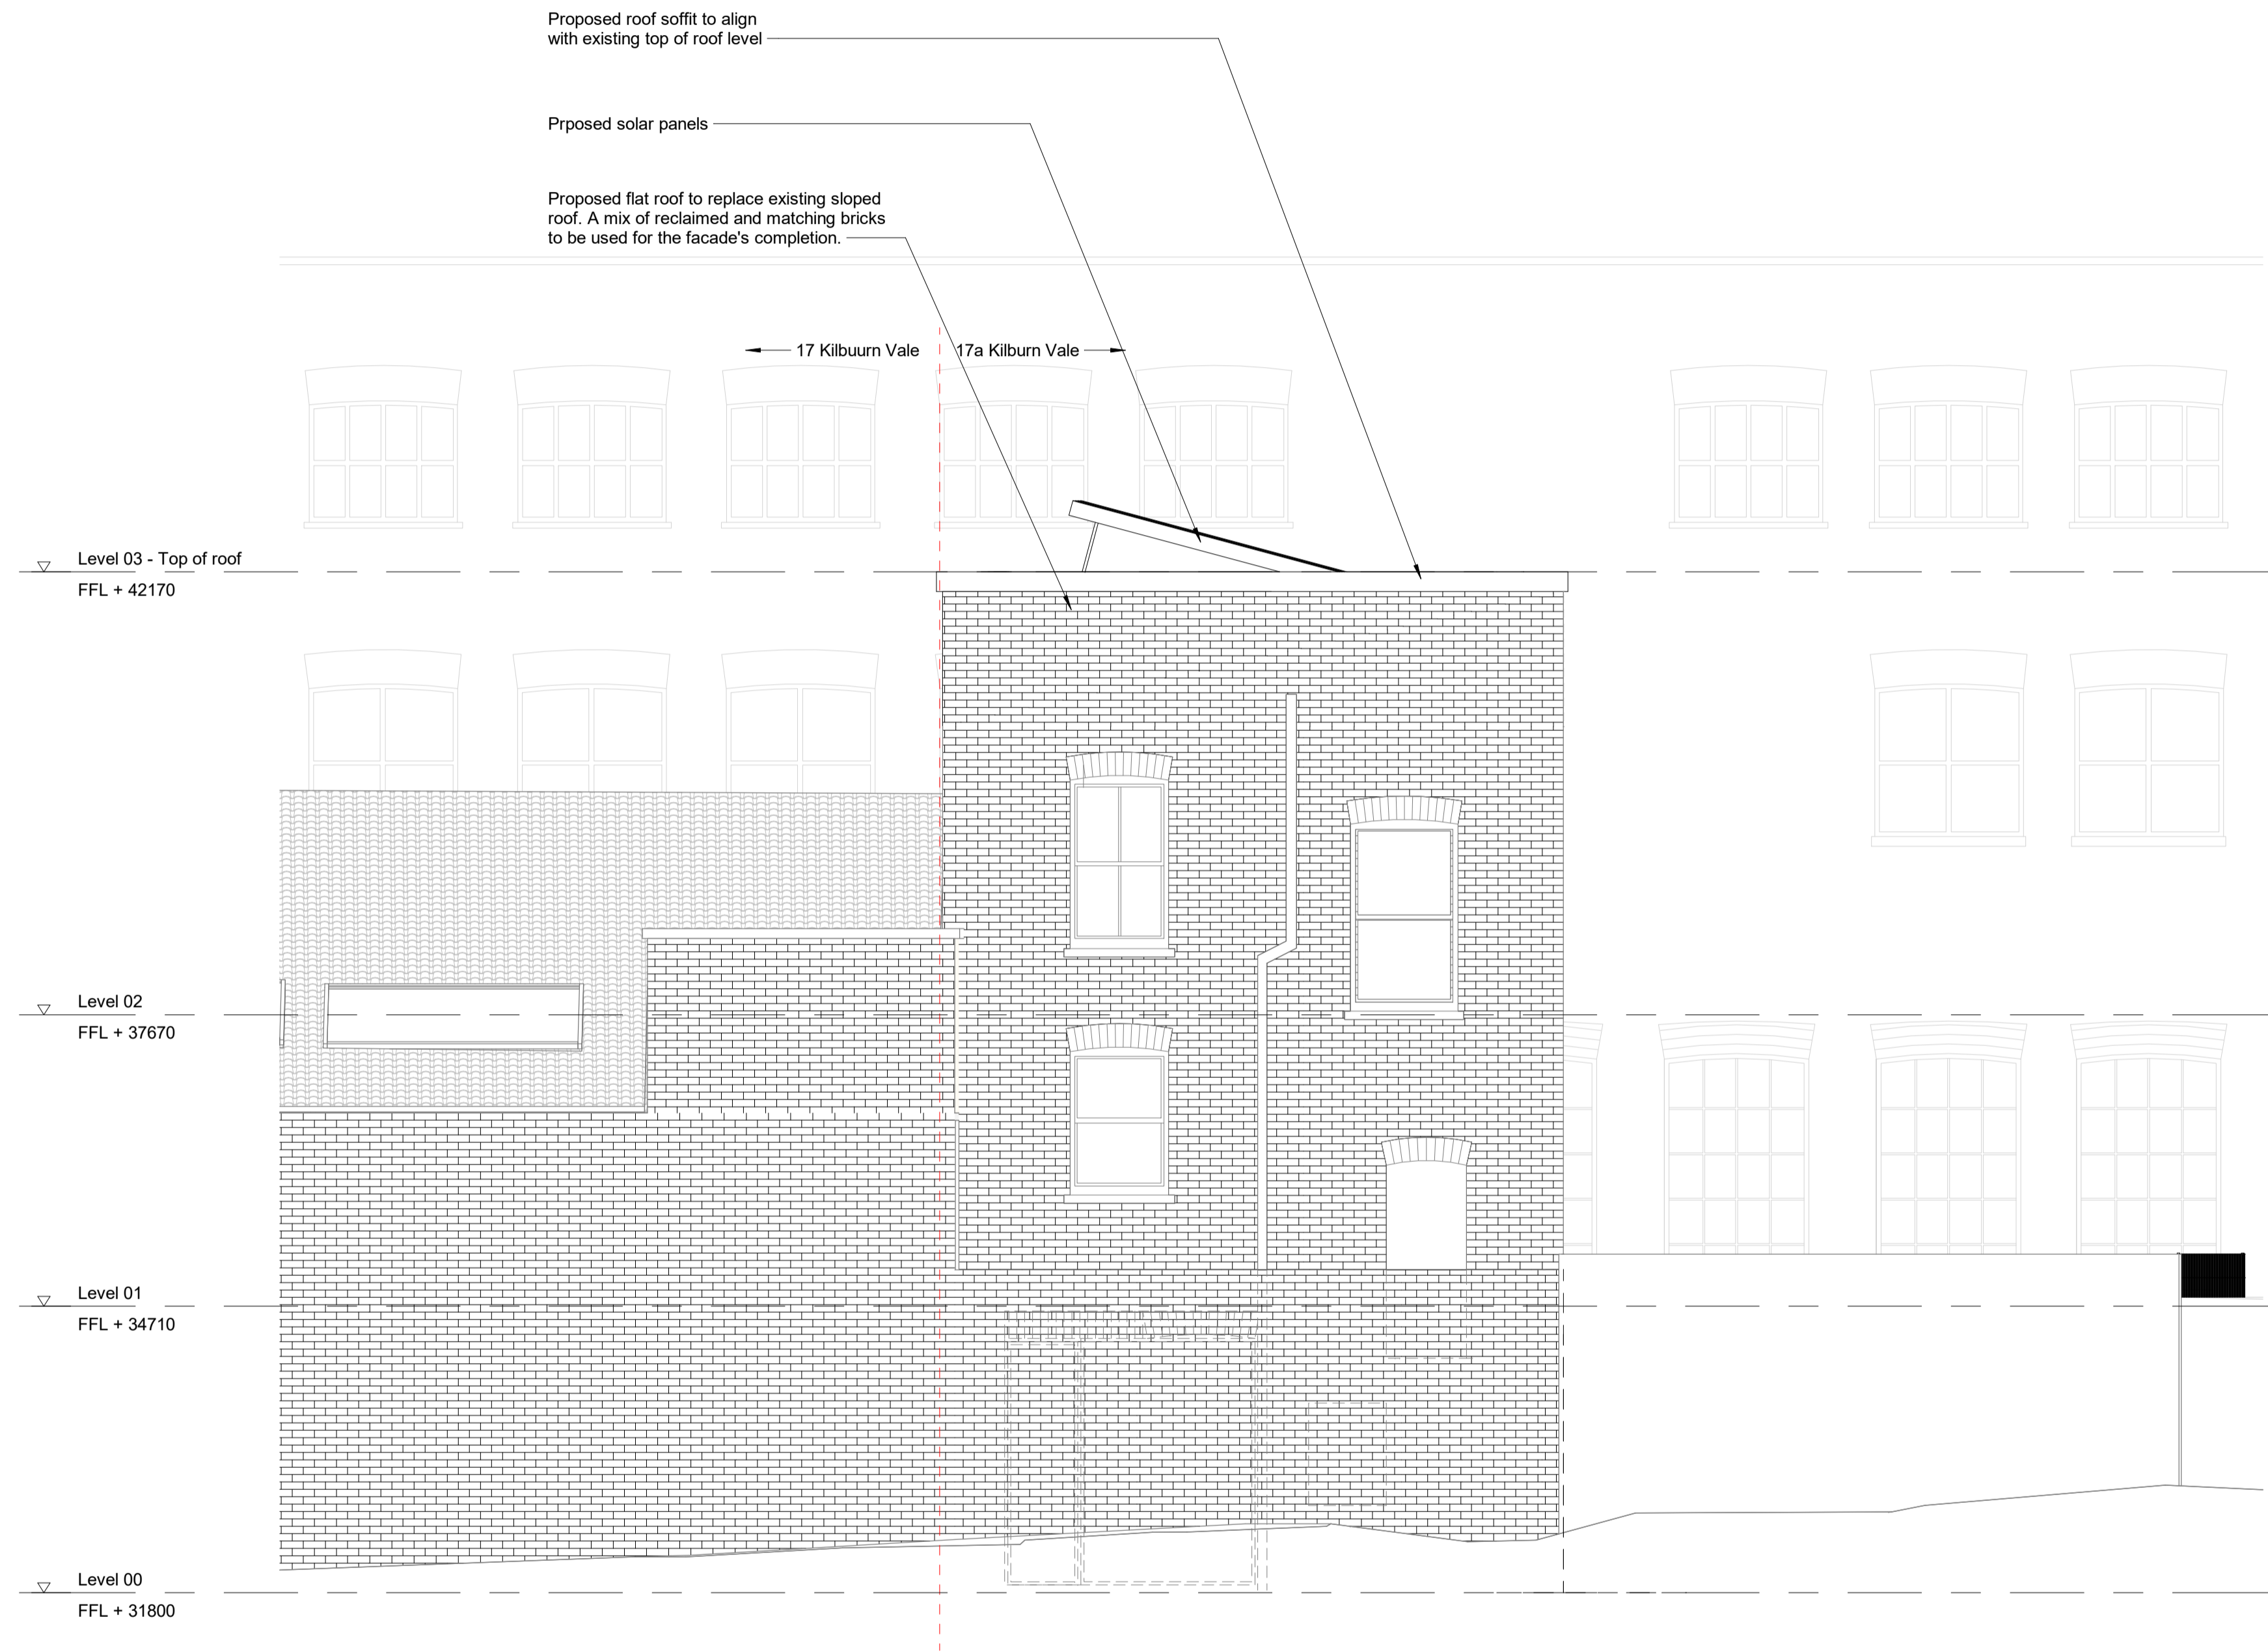 Proposed roof soffit to align
with existing top of roof level
Prposed solar panels
Proposed flat roof to replace existing sloped
roof. A mix of reclaimed and matching bricks
to be used for the facade's completion.
17 Kilbuurn Vale
17a Kilburn Vale
Level 03 - Top of roof
FFL + 42170
Level 02
FFL + 37670
Level 01
FFL + 34710
Level 00
FFL + 31800